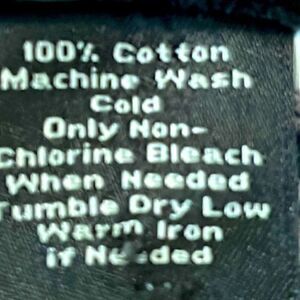 100% Cotton
Machine Wash
Cold
Only Non-
Chlorine Bleach
When Needed
Tumble Dry Low
Warm Iron
if Needed